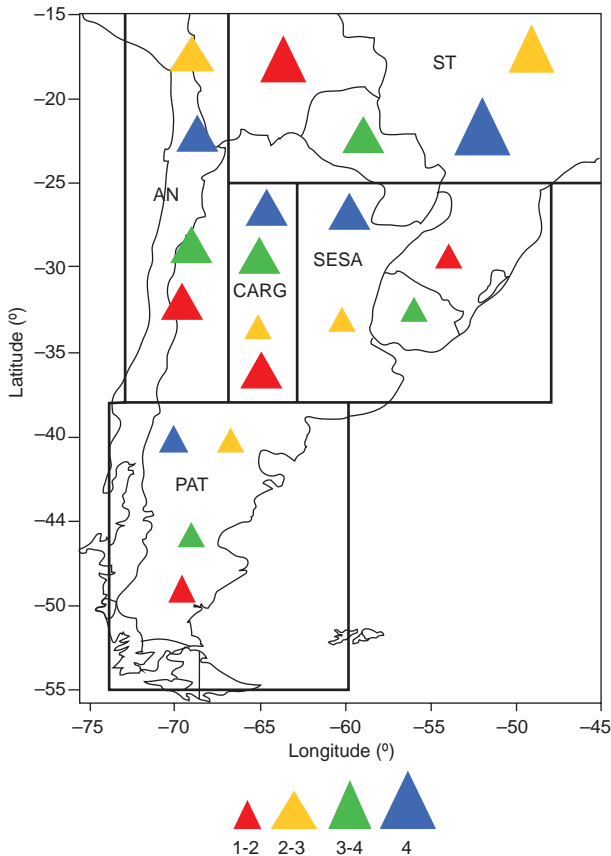 –15
ST
–20
–25
AN
SESA
–30
CARG
–35
Latitude (º)
–40
PAT
–44
–50
–55
–75 –70 –65 –60 –55 –50 –45
Longitude (º)
1-2 2-3 3-4 4